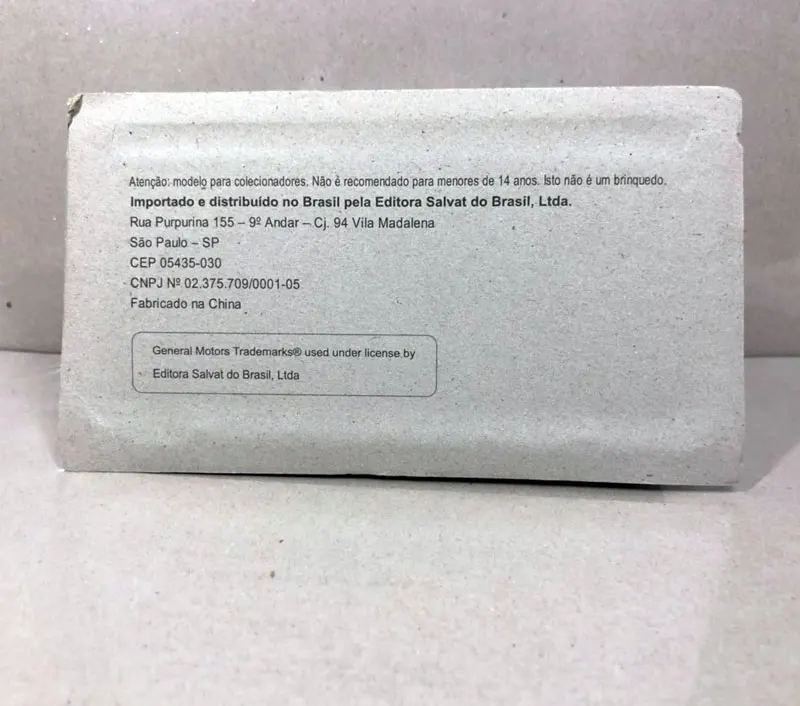 Atenção: modelo para colecionadores. Não é recomendado para menores de 14 anos. Isto não é um brinquedo.
Importado e distribuído no Brasil pela Editora Salvat do Brasil, Ltda.
Rua Purpurina 155 – 9º Andar – Cj. 94 Vila Madalena
São Paulo – SP
CEP 05435-030
CNPJ Nº 02.375.709/0001-05
Fabricado na China
General Motors Trademarks® used under license by
Editora Salvat do Brasil, Ltda